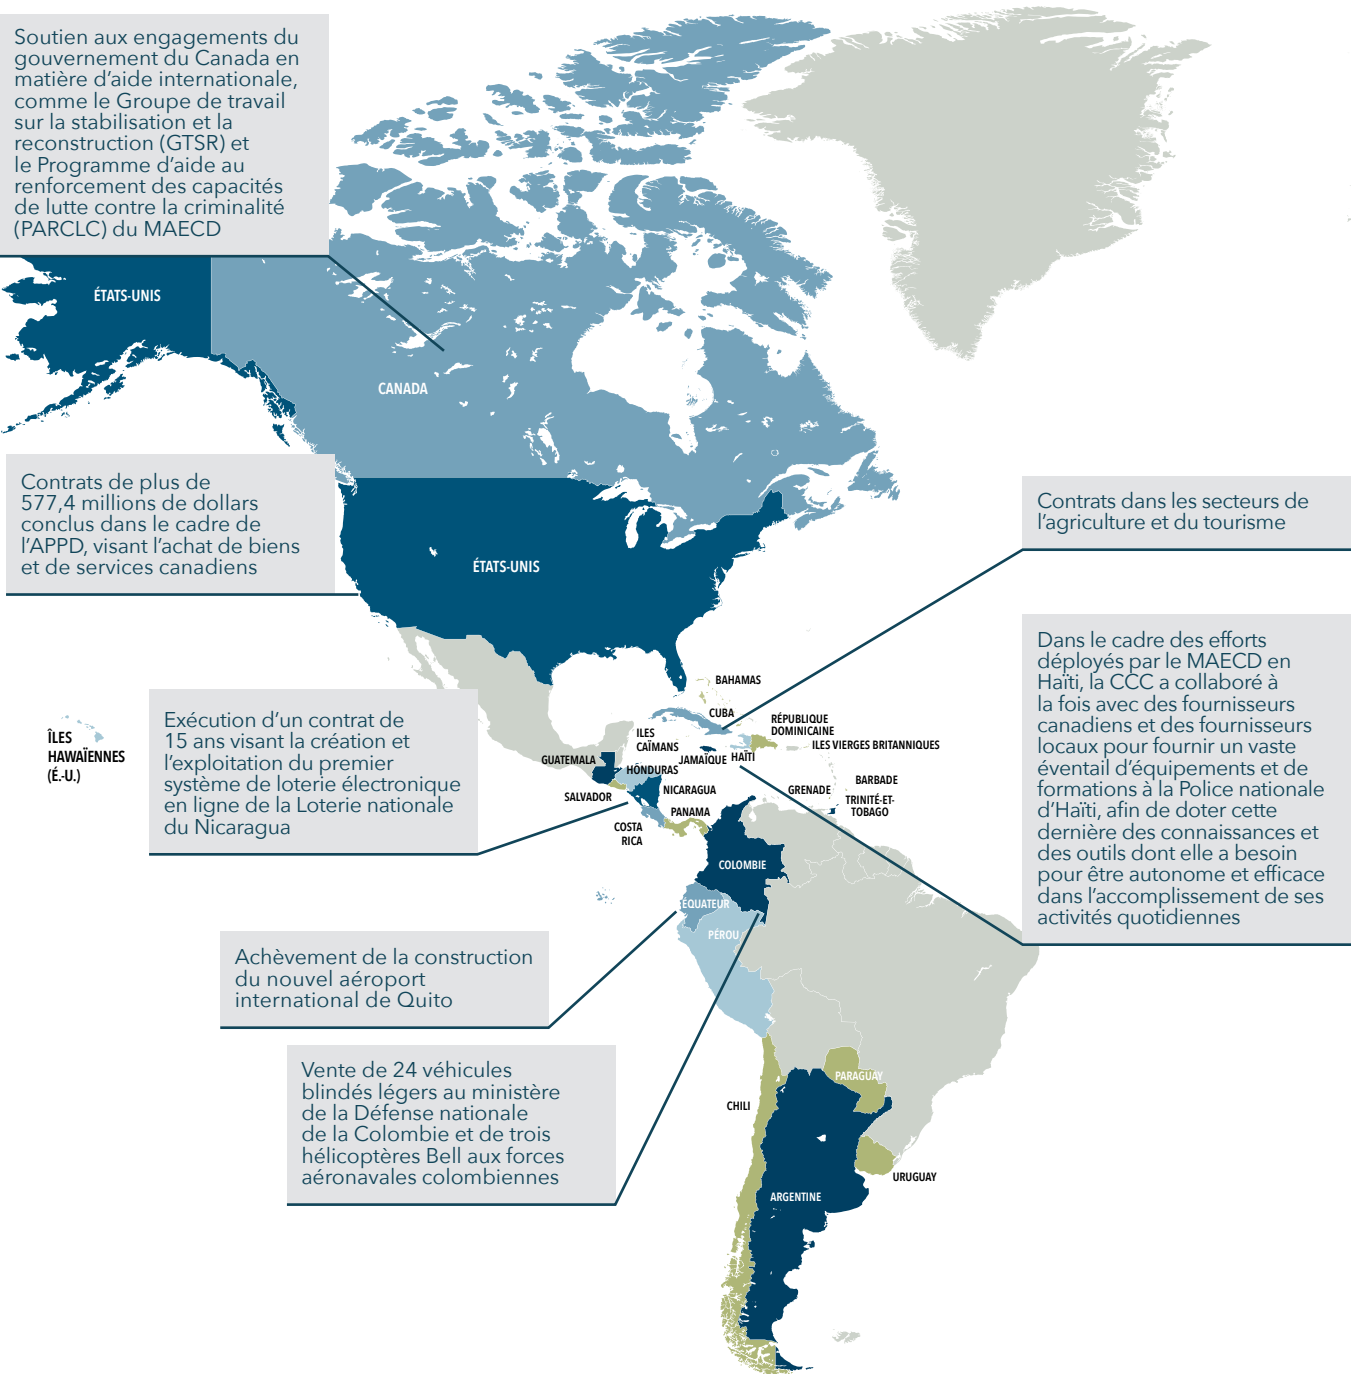 Soutien aux engagements du
gouvernement du Canada en
matière d'aide internationale,
comme le Groupe de travail
sur la stabilisation et la
reconstruction (GTSR) et
le Programme d'aide au
renforcement des capacités
de lutte contre la criminalité
(PARCLC) du MAECD
ÉTATS-UNIS
CANADA
Contrats de plus de
577,4 millions de dollars
conclus dans le cadre de
l'APPD, visant l'achat de biens
et de services canadiens
ÉTATS-UNIS
Contrats dans les secteurs de
l'agriculture et du tourisme
Dans le cadre des efforts
déployés par le MAECD en
Haïti, la CCC a collaboré à
la fois avec des fournisseurs
canadiens et des fournisseurs
locaux pour fournir un vaste
éventail d'équipements et de
formations à la Police nationale
d'Haïti, afin de doter cette
dernière des connaissances et
des outils dont elle a besoin
pour être autonome et efficace
dans l'accomplissement de ses
activités quotidiennes
ÎLES
HAWAÏENNES
(É.-U.)
Exécution d'un contrat de
15 ans visant la création et
l'exploitation du premier
système de loterie électronique
en ligne de la Loterie nationale
du Nicaragua
BAHAMAS
CUBA
RÉPUBLIQUE
DOMINICAINE
ILES
CAÏMANS
ILES VIERGES BRITANNIQUES
JAMAÏQUE
HAÏTI
GUATEMALA
HONDURAS
BARBADE
SALVADOR
NICARAGUA
GRENADE
TRINITÉ-ET-
TOBAGO
PANAMA
COSTA
RICA
COLOMBIE
ÉQUATEUR
PÉROU
Achèvement de la construction
du nouvel aéroport
international de Quito
Vente de 24 véhicules
blindés légers au ministère
de la Défense nationale
de la Colombie et de trois
hélicoptères Bell aux forces
aéronavales colombiennes
PARAGUAY
CHILI
URUGUAY
ARGENTINE